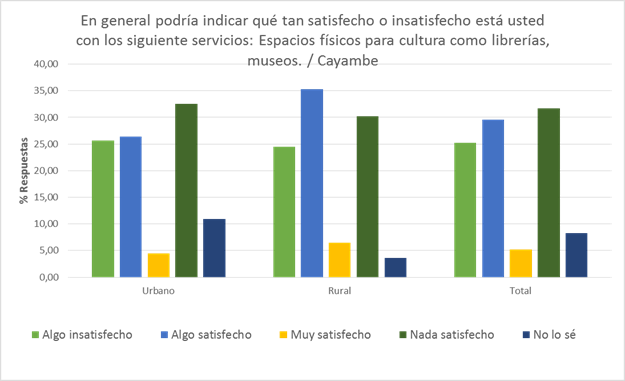 En general podría indicar qué tan satisfecho o insatisfecho está usted
con los siguiente servicios: Espacios físicos para cultura como librerías,
museos. / Cayambe
% Respuestas
40,00
35,00
30,00
25,00
20,00
15,00
10,00
5,00
0,00
Urbano Rural Total
Algo insatisfecho Algo satisfecho Muy satisfecho Nada satisfecho No lo sé